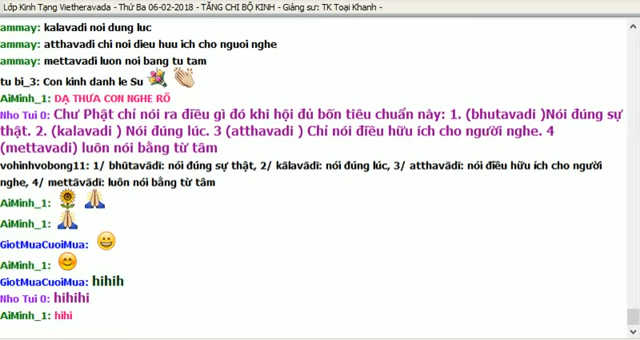 Lớp Kinh Tạng Vietheravada - Thứ Ba 06-02-2018 - TĂNG CHI BỘ KINH - Giảng sư: TK Toại Khanh -
ammay: kalavadi noi dung luc
ammay: atthavadi chi noi dieu huu ich cho nguoi nghe
ammay: mettavadi luon noi bang tu tam
tu bi_3: Con kinh danh le Su
AiMinh_1: DẠ THƯA CON NGHE RÕ
Nho Tui 0: Chư Phật chỉ nói ra điều gì đó khi hội đủ bốn tiêu chuẩn này: 1. (bhutavadi )Nói đúng sự
thật. 2. (kalavadi ) Nói đúng lúc. 3 (atthavadi ) Chỉ nói điều hữu ích cho người nghe. 4
(mettavadi) luôn nói bằng từ tâm
vohinhvobong11: 1/ bhūtavādī: nói đúng sự thật, 2/ kālavādī: nói đúng lúc, 3/ atthavādī: nói điều hữu ích cho người
nghe, 4/ mettāvādī: luôn nói bằng từ tâm
AiMinh_1:
AiMinh_1:
GiotMuaCuoiMua:
AiMinh_1:
GiotMuaCuoiMua: hihih
Nho Tui 0: hihihi
AiMinh_1: hihi